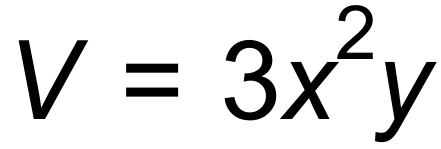 V = 3x²y